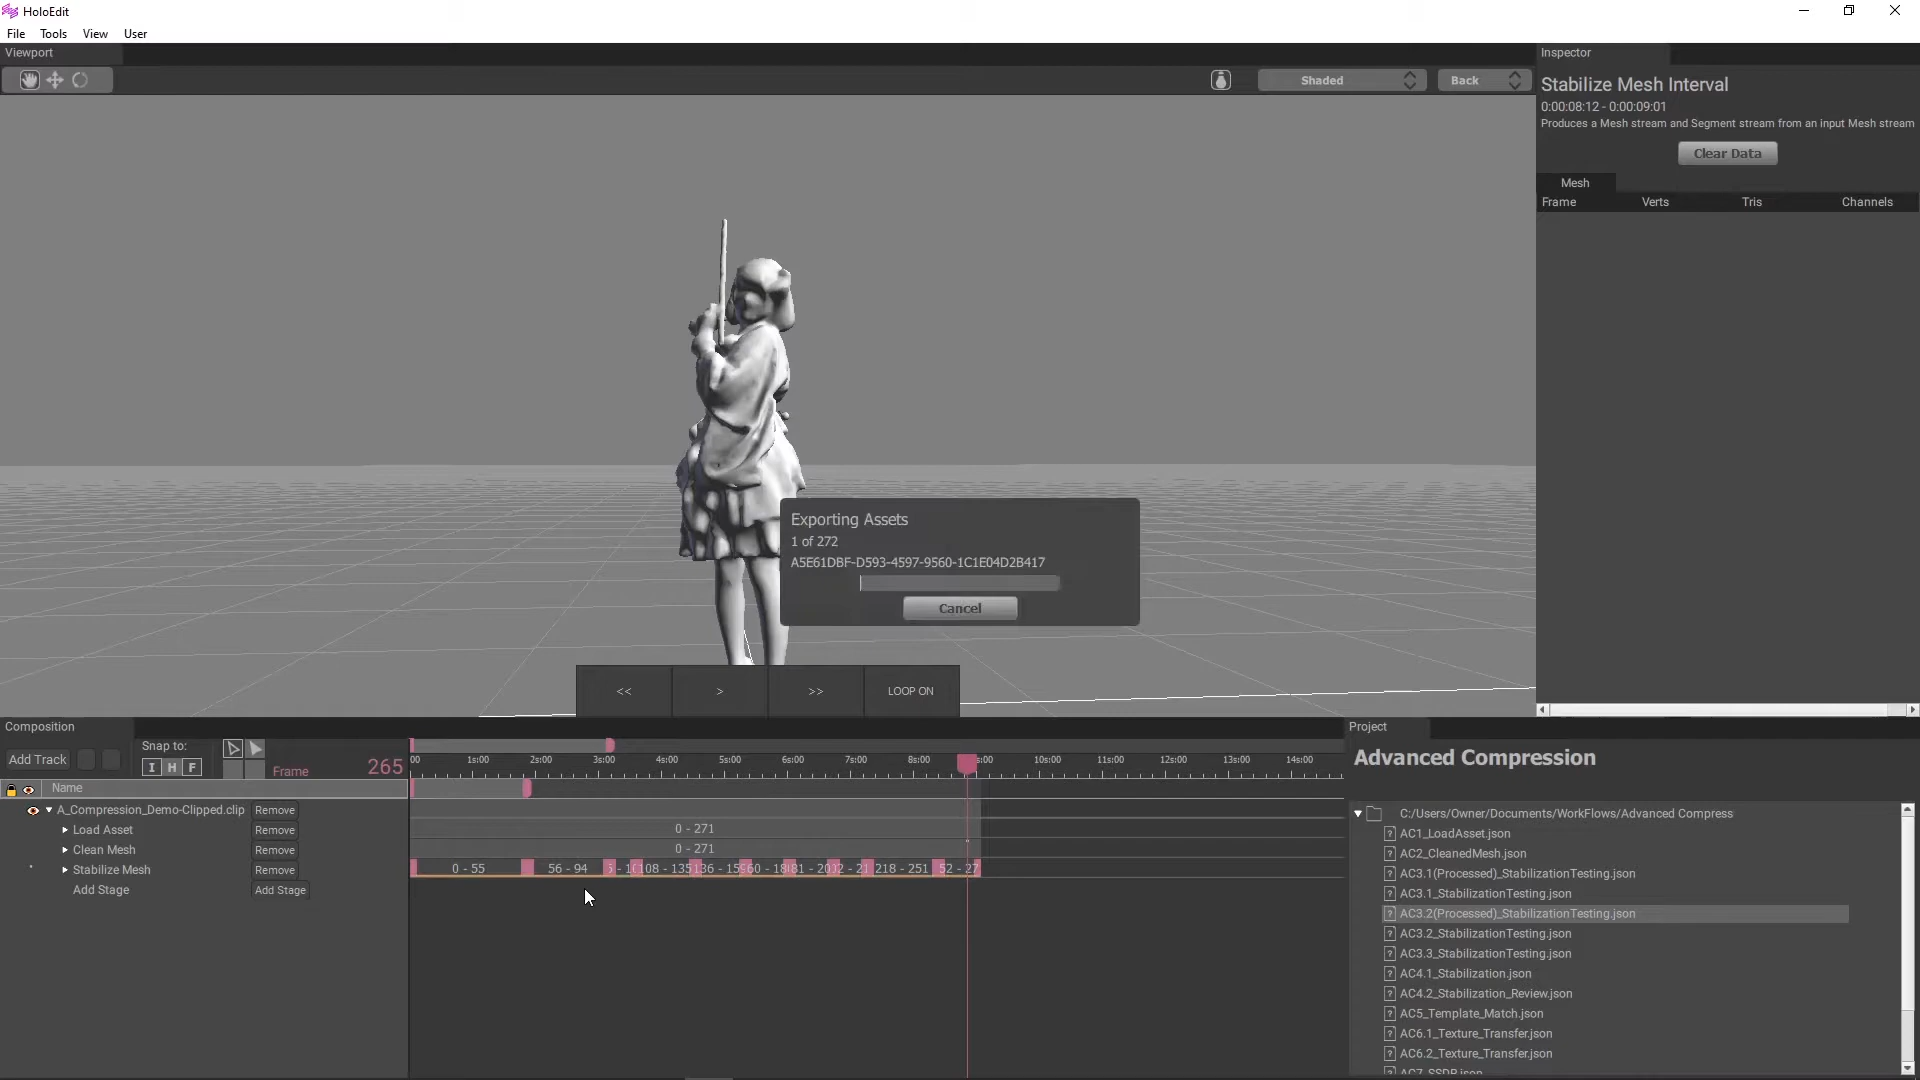 HoloEdit
File Tools View User
Viewport
Shaded
Back
Inspector
Stabilize Mesh Interval
0:00:08:12 - 0:00:09:01
Produces a Mesh stream and Segment stream from an input Mesh stream
Clear Data
Mesh
Frame Verts Tris Channels
Exporting Assets
1 of 272
A5E61DBF-D593-4597-9560-1C1E04D2B417
Cancel
<< > >> LOOP ON
Composition
Add Track
Snap to:
I H F
Frame 265
:00 1s:00 2s:00 3s:00 4s:00 5s:00 6s:00 7s:00 8s:00 s:00 10s:00 11s:00 12s:00 13s:00 14s:00
Name
A_Compression_Demo-Clipped.clip Remove
Load Asset Remove 0 - 271
Clean Mesh Remove 0 - 271
Stabilize Mesh Remove 0 - 55 56 - 94 108 - 135 218 - 251
Add Stage Add Stage
Project
Advanced Compression
C:/Users/Owner/Documents/WorkFlows/Advanced Compress
AC1_LoadAsset.json
AC2_CleanedMesh.json
AC3.1(Processed)_StabilizationTesting.json
AC3.1_StabilizationTesting.json
AC3.2(Processed)_StabilizationTesting.json
AC3.2_StabilizationTesting.json
AC3.3_StabilizationTesting.json
AC4.1_Stabilization.json
AC4.2_Stabilization_Review.json
AC5_Template_Match.json
AC6.1_Texture_Transfer.json
AC6.2_Texture_Transfer.json